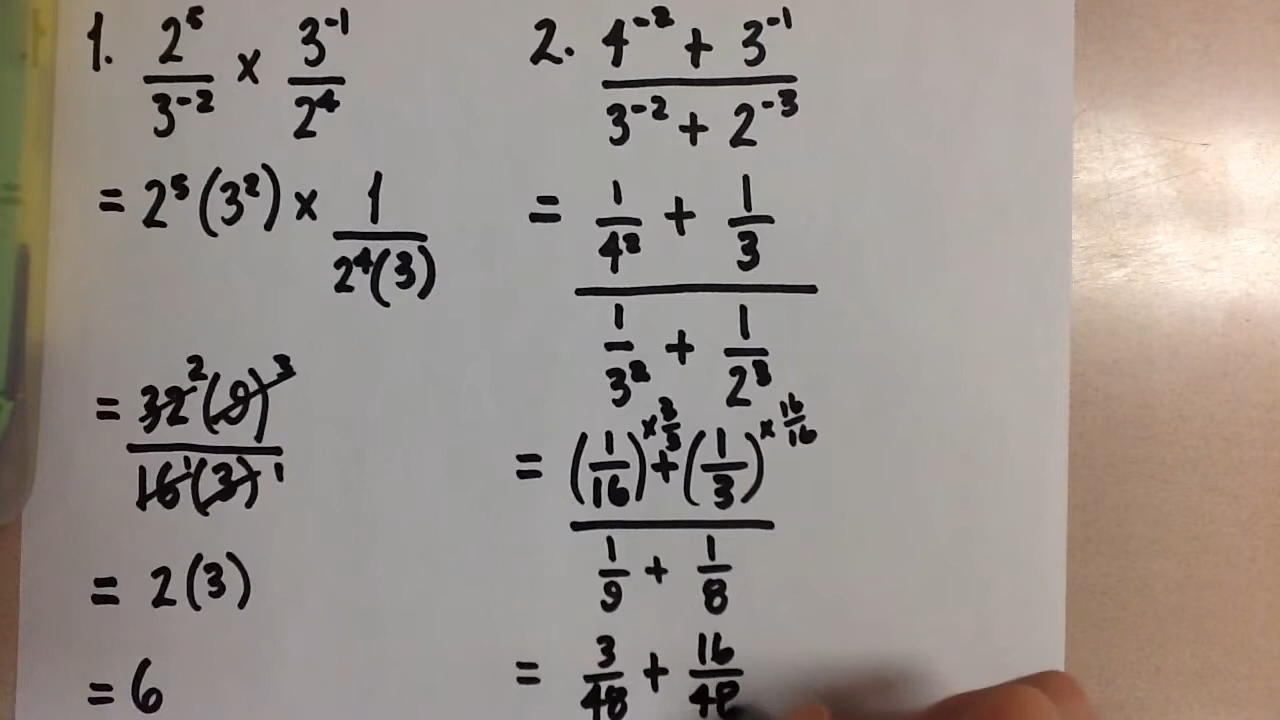 1. 2⁵/3⁻² × 3⁻¹/2⁴
= 2⁵(3²) × 1/2⁴(3)
= 32²(9)³/16¹(3)¹
= 2(3)
= 6
2. 4⁻² + 3⁻¹
3⁻² + 2⁻³
= 1/4² + 1/3
1/3² + 1/2³
= (1/16)×3/3 + (1/3)×16/16
1/9 + 1/8
= 3/48 + 16/48